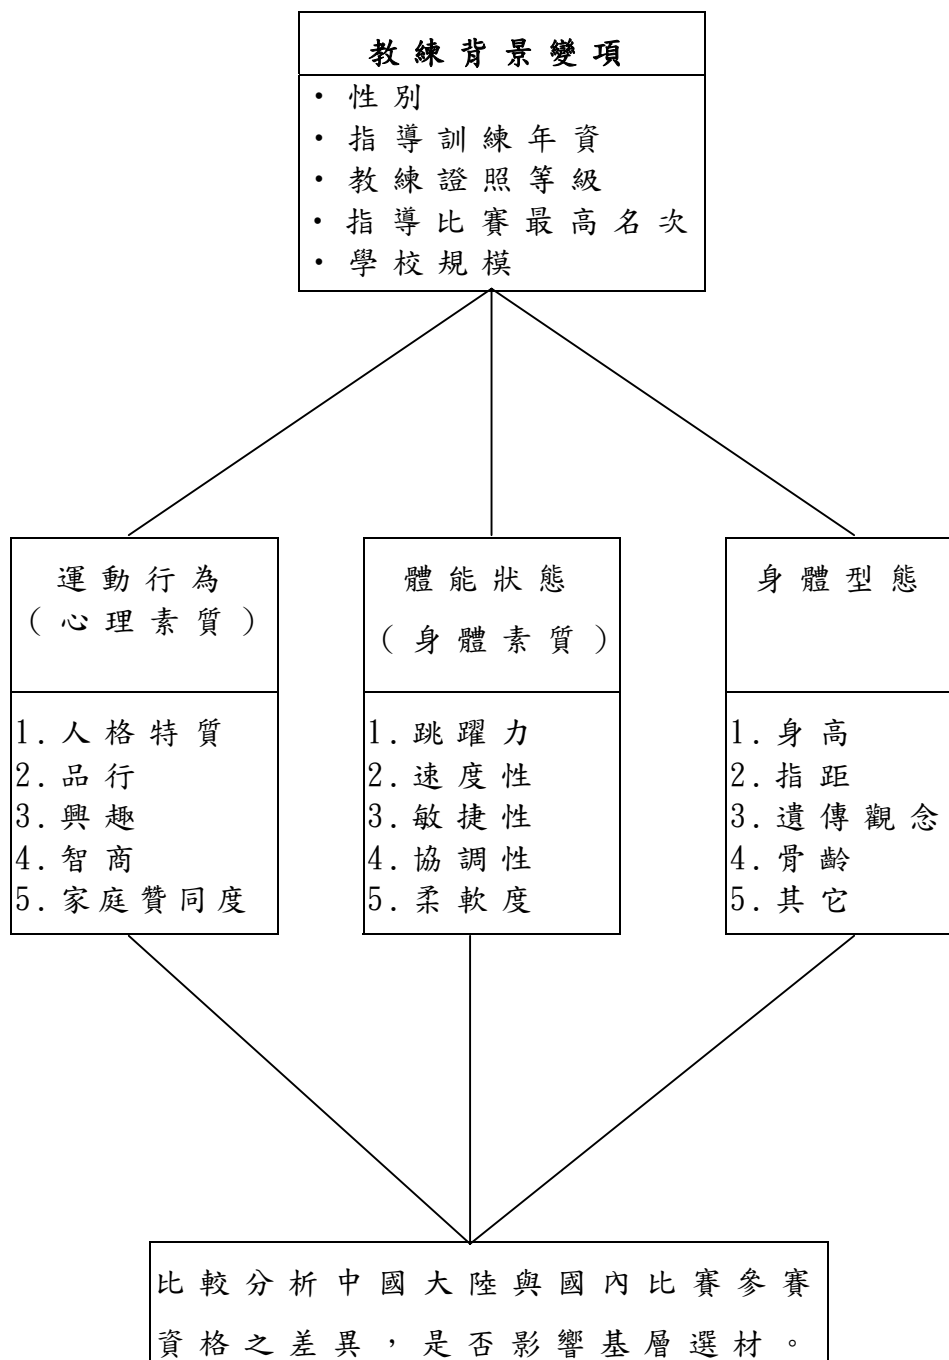 教練背景變項
· 性別
· 指導訓練年資
· 教練證照等級
· 指導比賽最高名次
· 學校規模
運動行為
(心理素質)
1.人格特質
2.品行
3.興趣
4.智商
5.家庭贊同度
體能狀態
(身體素質)
1.跳躍力
2.速度性
3.敏捷性
4.協調性
5.柔軟度
身體型態
1.身高
2.指距
3.遺傳觀念
4.骨齡
5.其它
比較分析中國大陸與國內比賽參賽
資格之差異，是否影響基層選材。